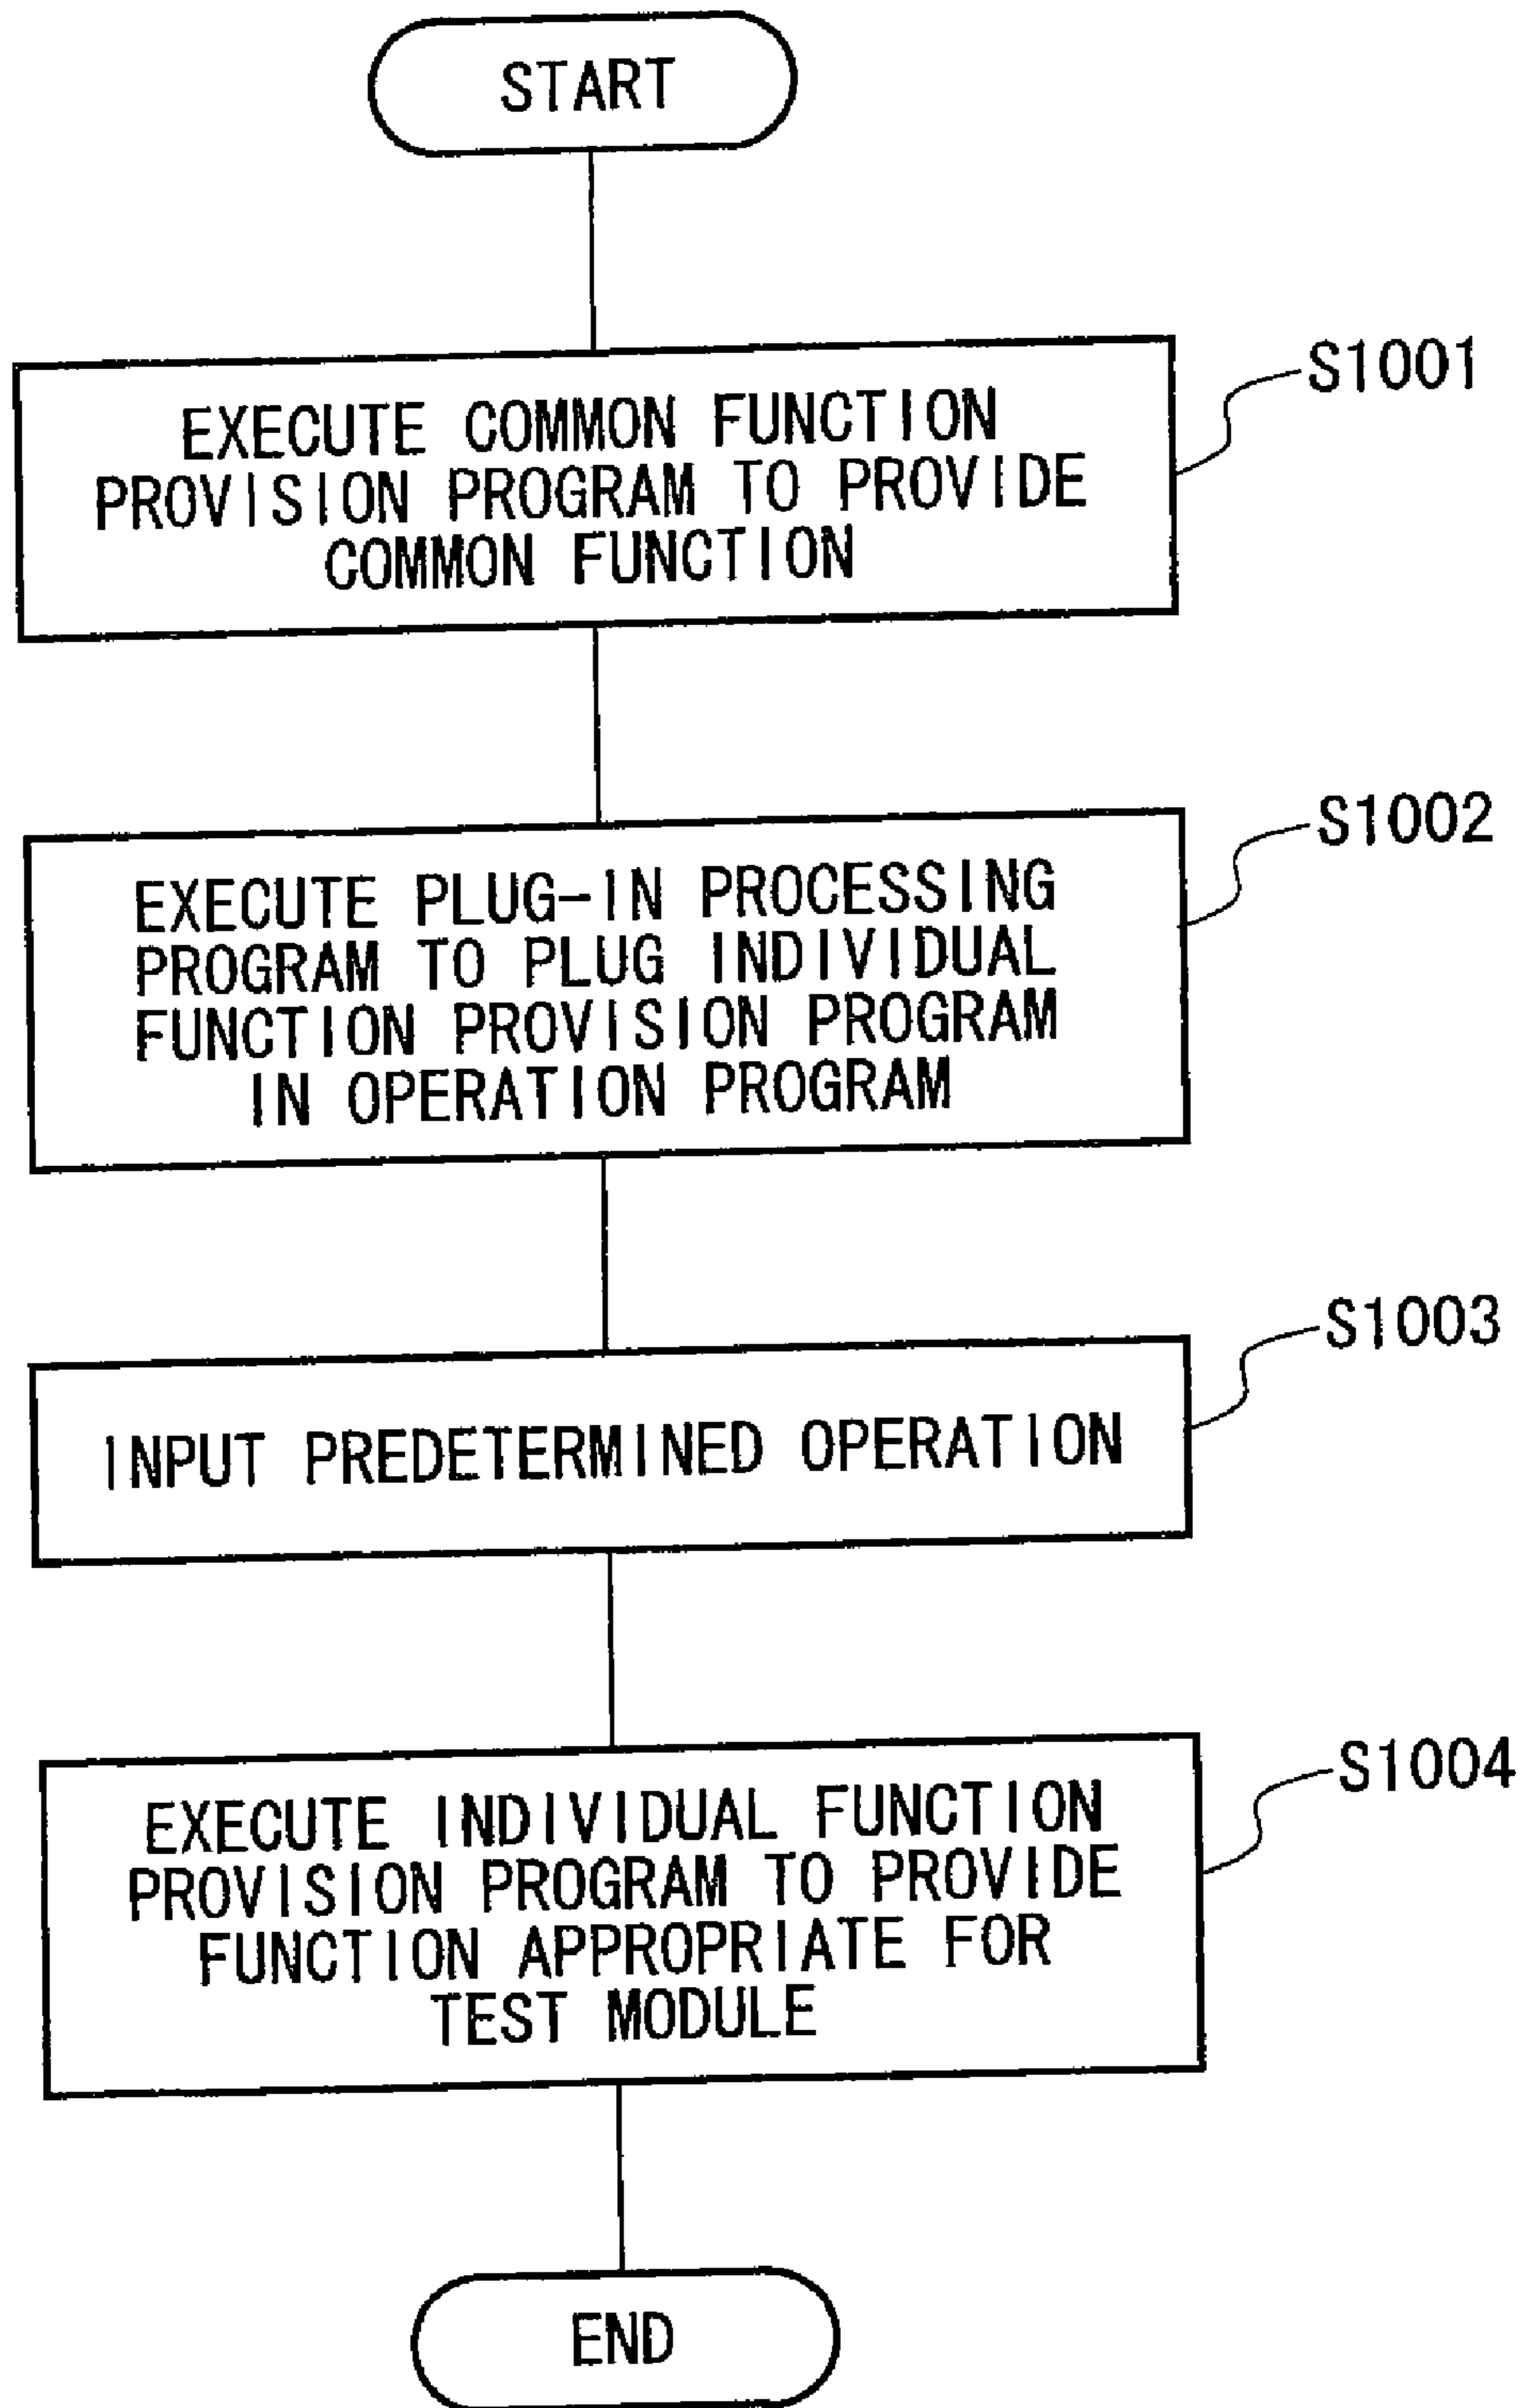 START
S1001
EXECUTE COMMON FUNCTION
PROVISION PROGRAM TO PROVIDE
COMMON FUNCTION
S1002
EXECUTE PLUG-IN PROCESSING
PROGRAM TO PLUG INDIVIDUAL
FUNCTION PROVISION PROGRAM
IN OPERATION PROGRAM
S1003
INPUT PREDETERMINED OPERATION
S1004
EXECUTE INDIVIDUAL FUNCTION
PROVISION PROGRAM TO PROVIDE
FUNCTION APPROPRIATE FOR
TEST MODULE
END